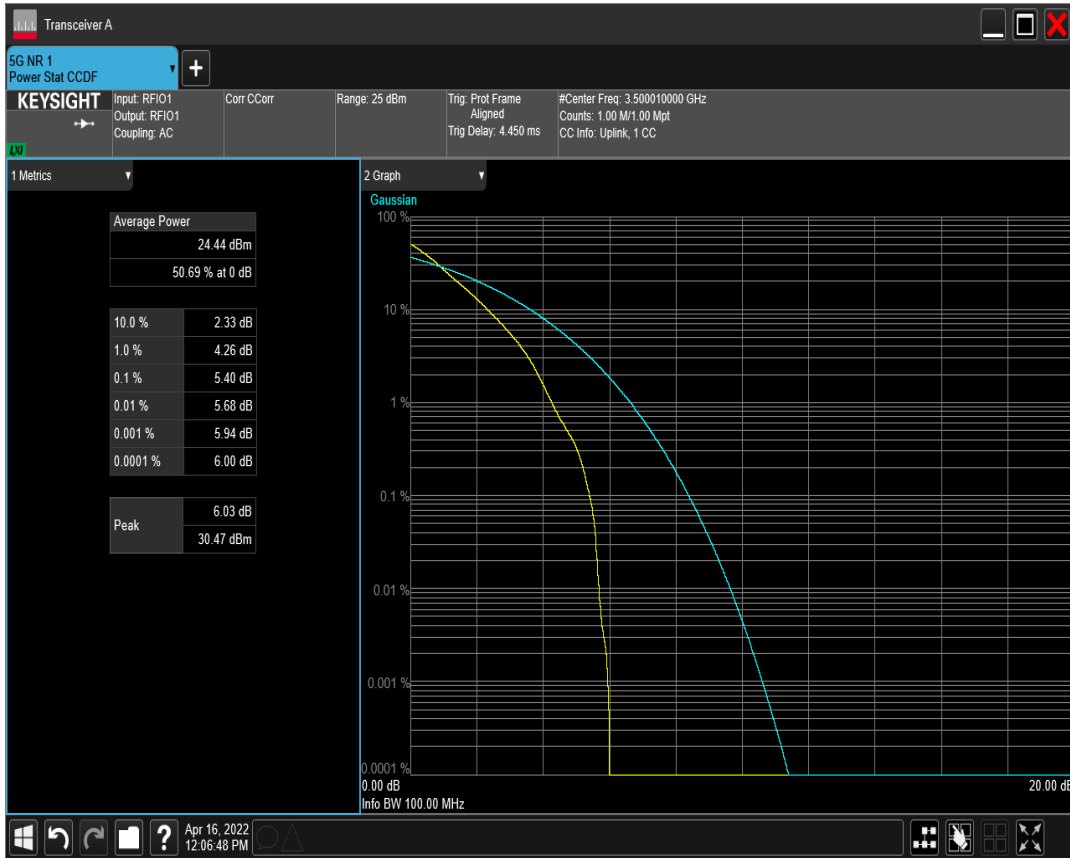 Transceiver A
5G NR 1
Power Stat CCDF
KEYSIGHT
LXI
Input: RFIO1
Output: RFIO1
Coupling: AC
Corr CCorr
Range: 25 dBm
Trig: Prot Frame
Aligned
Trig Delay: 4.450 ms
#Center Freq: 3.500010000 GHz
Counts: 1.00 M/1.00 Mpt
CC Info: Uplink, 1 CC
1 Metrics
Average Power
24.44 dBm
50.69 % at 0 dB
10.0 % 2.33 dB
1.0 % 4.26 dB
0.1 % 5.40 dB
0.01 % 5.68 dB
0.001 % 5.94 dB
0.0001 % 6.00 dB
Peak
6.03 dB
30.47 dBm
2 Graph
Gaussian
100 %
10 %
1 %
0.1 %
0.01 %
0.001 %
0.0001 %
0.00 dB 20.00 dB
Info BW 100.00 MHz
? Apr 16, 2022
12:06:48 PM